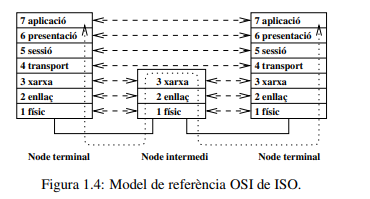 7 aplicació 7 aplicació
6 presentació 6 presentació
5 sessió 5 sessió
4 transport 4 transport
3 xarxa 3 xarxa 3 xarxa
2 enllaç 2 enllaç 2 enllaç
1 físic 1 físic 1 físic
Node terminal Node intermedi Node terminal
Figura 1.4: Model de referència OSI de ISO.